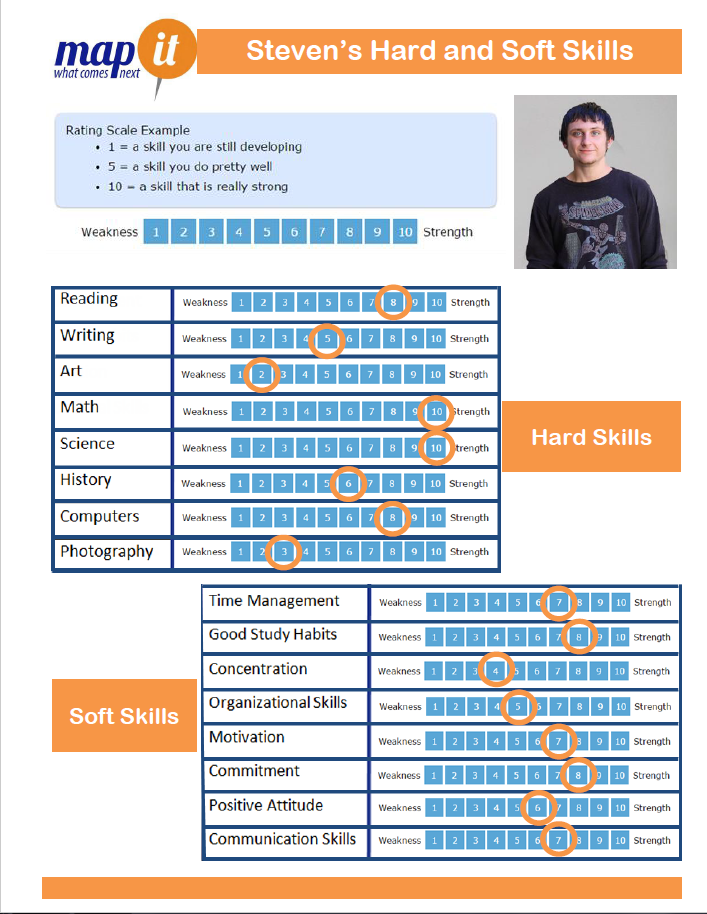 map it
what comes next
Steven's Hard and Soft Skills
Rating Scale Example
• 1 = a skill you are still developing
• 5 = a skill you do pretty well
• 10 = a skill that is really strong
Weakness 1 2 3 4 5 6 7 8 9 10 Strength
Reading Weakness 1 2 3 4 5 6 7 8 9 10 Strength
Writing Weakness 1 2 3 4 5 6 7 8 9 10 Strength
Art Weakness 1 2 3 4 5 6 7 8 9 10 Strength
Math Weakness 1 2 3 4 5 6 7 8 9 10 Strength
Science Weakness 1 2 3 4 5 6 7 8 9 10 Strength
History Weakness 1 2 3 4 5 6 7 8 9 10 Strength
Computers Weakness 1 2 3 4 5 6 7 8 9 10 Strength
Photography Weakness 1 2 3 4 5 6 7 8 9 10 Strength
Hard Skills
Time Management Weakness 1 2 3 4 5 6 7 8 9 10 Strength
Good Study Habits Weakness 1 2 3 4 5 6 7 8 9 10 Strength
Concentration Weakness 1 2 3 4 5 6 7 8 9 10 Strength
Organizational Skills Weakness 1 2 3 4 5 6 7 8 9 10 Strength
Motivation Weakness 1 2 3 4 5 6 7 8 9 10 Strength
Commitment Weakness 1 2 3 4 5 6 7 8 9 10 Strength
Positive Attitude Weakness 1 2 3 4 5 6 7 8 9 10 Strength
Communication Skills Weakness 1 2 3 4 5 6 7 8 9 10 Strength
Soft Skills